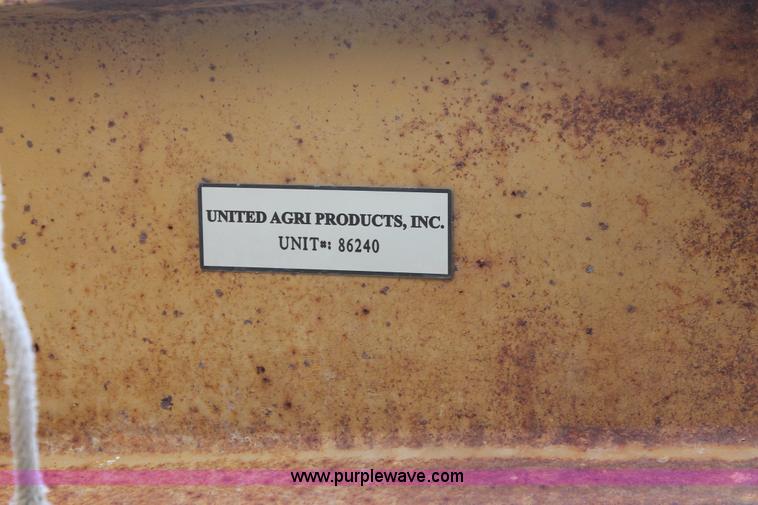 UNITED AGRI PRODUCTS, INC.
UNIT#: 86240
www.purplewave.com